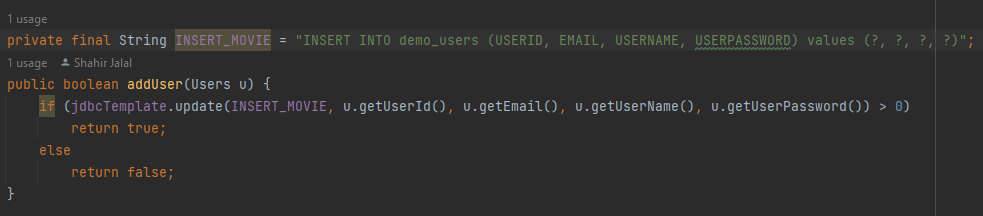 1 usage
private final String INSERT_MOVIE = "INSERT INTO demo_users (USERID, EMAIL, USERNAME, USERPASSWORD) values (?, ?, ?, ?)";
1 usage Shahir Jalal
public boolean addUser(Users u) {
    if (jdbcTemplate.update(INSERT_MOVIE, u.getUserId(), u.getEmail(), u.getUserName(), u.getUserPassword()) > 0)
        return true;
    else
        return false;
}